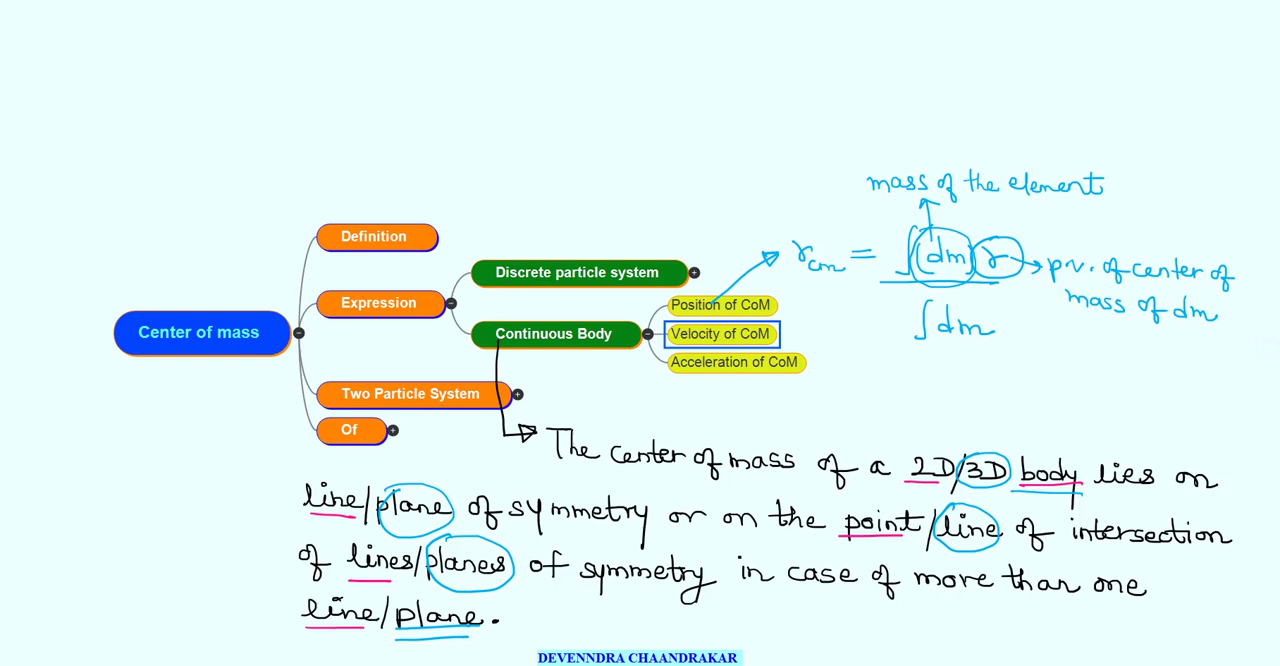 mass of the element
Definition
Discrete particle system
r_cm = ∫(dm) r
p.v. of center of
mass of dm
∫dm
Expression
Position of CoM
Center of mass
Continuous Body
Velocity of CoM
Acceleration of CoM
Two Particle System
Of
The center of mass of a 2D/3D body lies on
line/plane of symmetry or on the point/line of intersection
of lines/planes of symmetry in case of more than one
line/plane.
DEVENNDRA CHAANDRAKAR